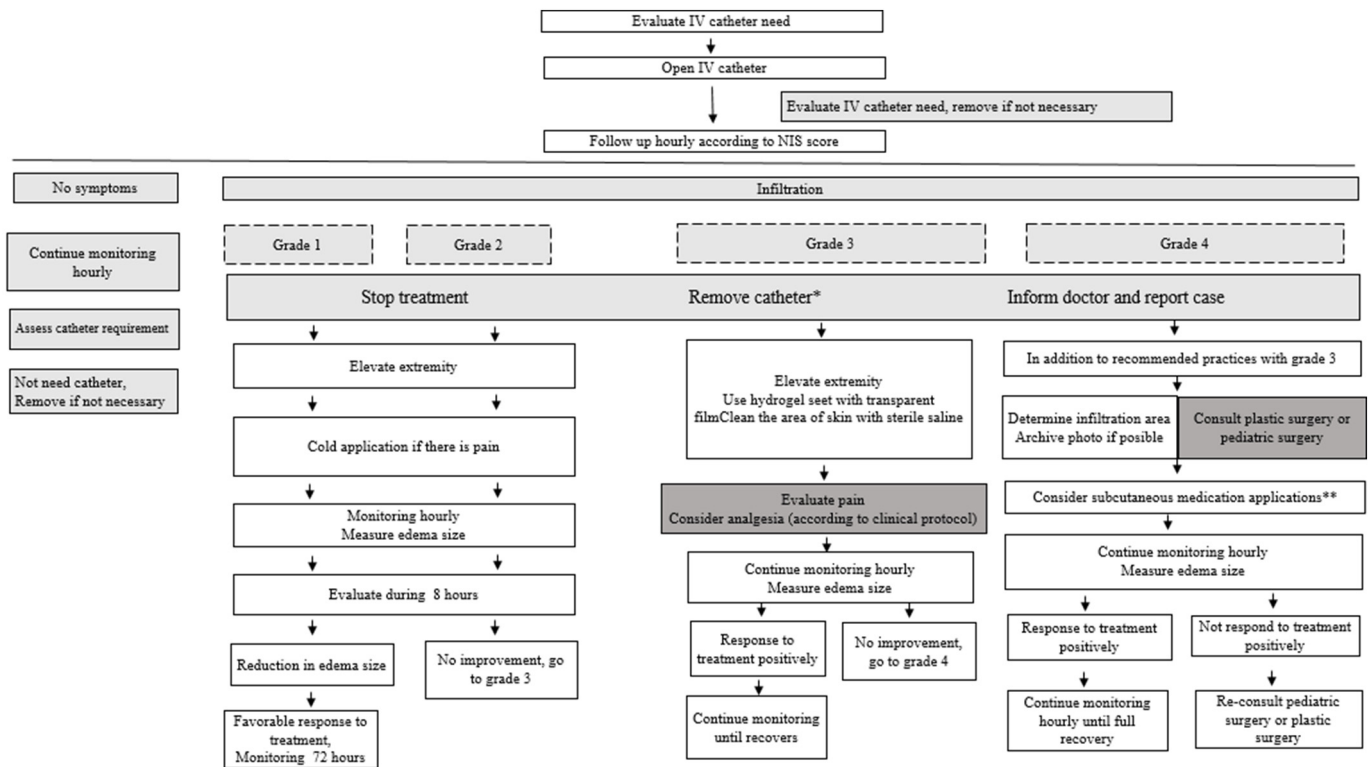 Evaluate IV catheter need
Open IV catheter
Evaluate IV catheter need, remove if not necessary
Follow up hourly according to NIS score
No symptoms
Infiltration
Continue monitoring
hourly
Assess catheter requirement
Not need catheter,
Remove if not necessary
Grade 1
Grade 2
Grade 3
Grade 4
Stop treatment
Remove catheter*
Inform doctor and report case
Elevate extremity
Cold application if there is pain
Monitoring hourly
Measure edema size
Evaluate during 8 hours
Reduction in edema size
Favorable response to
treatment,
Monitoring 72 hours
No improvement, go
to grade 3
Elevate extremity
Use hydrogel seet with transparent
filmClean the area of skin with sterile saline
Evaluate pain
Consider analgesia (according to clinical protocol)
Continue monitoring hourly
Measure edema size
Response to
treatment positively
Continue monitoring
until recovers
No improvement,
go to grade 4
In addition to recommended practices with grade 3
Determine infiltration area
Archive photo if posible
Consult plastic surgery or
pediatric surgery
Consider subcutaneous medication applications**
Continue monitoring hourly
Measure edema size
Response to treatment
positively
Continue monitoring
hourly until full
recovery
Not respond to treatment
positively
Re-consult pediatric
surgery or plastic
surgery